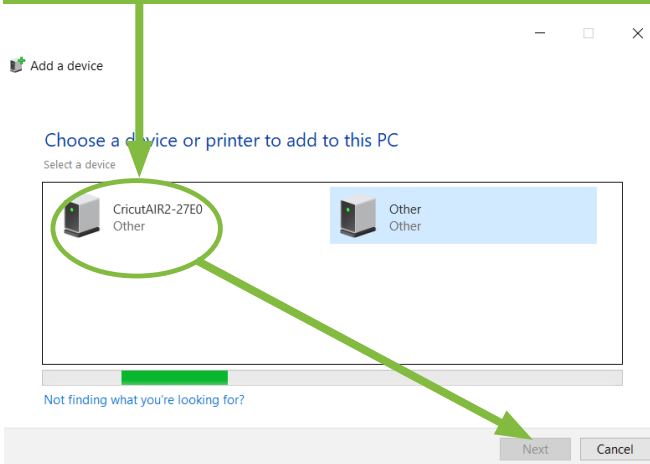 Add a device
Choose a device or printer to add to this PC
Select a device
CricutAIR2-27E0
Other
Other
Other
Not finding what you're looking for?
Next
Cancel